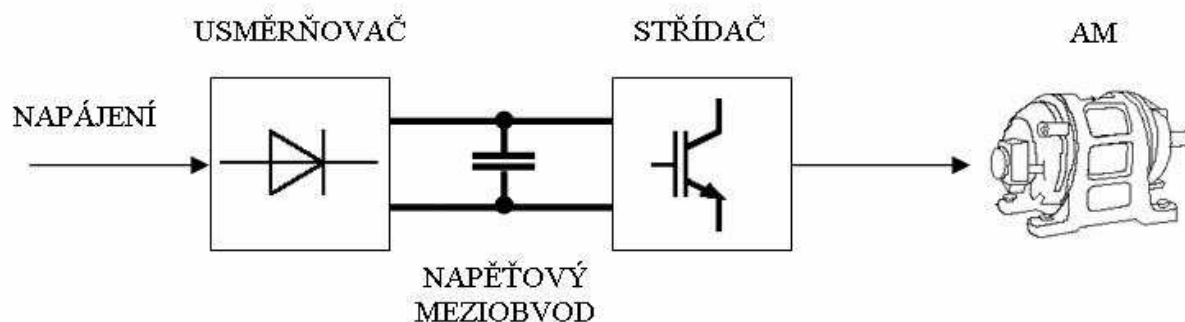 USMĚRŇOVAČ
STŘÍDAČ
AM
NAPÁJENÍ
NAPĚŤOVÝ
MEZIOBVOD